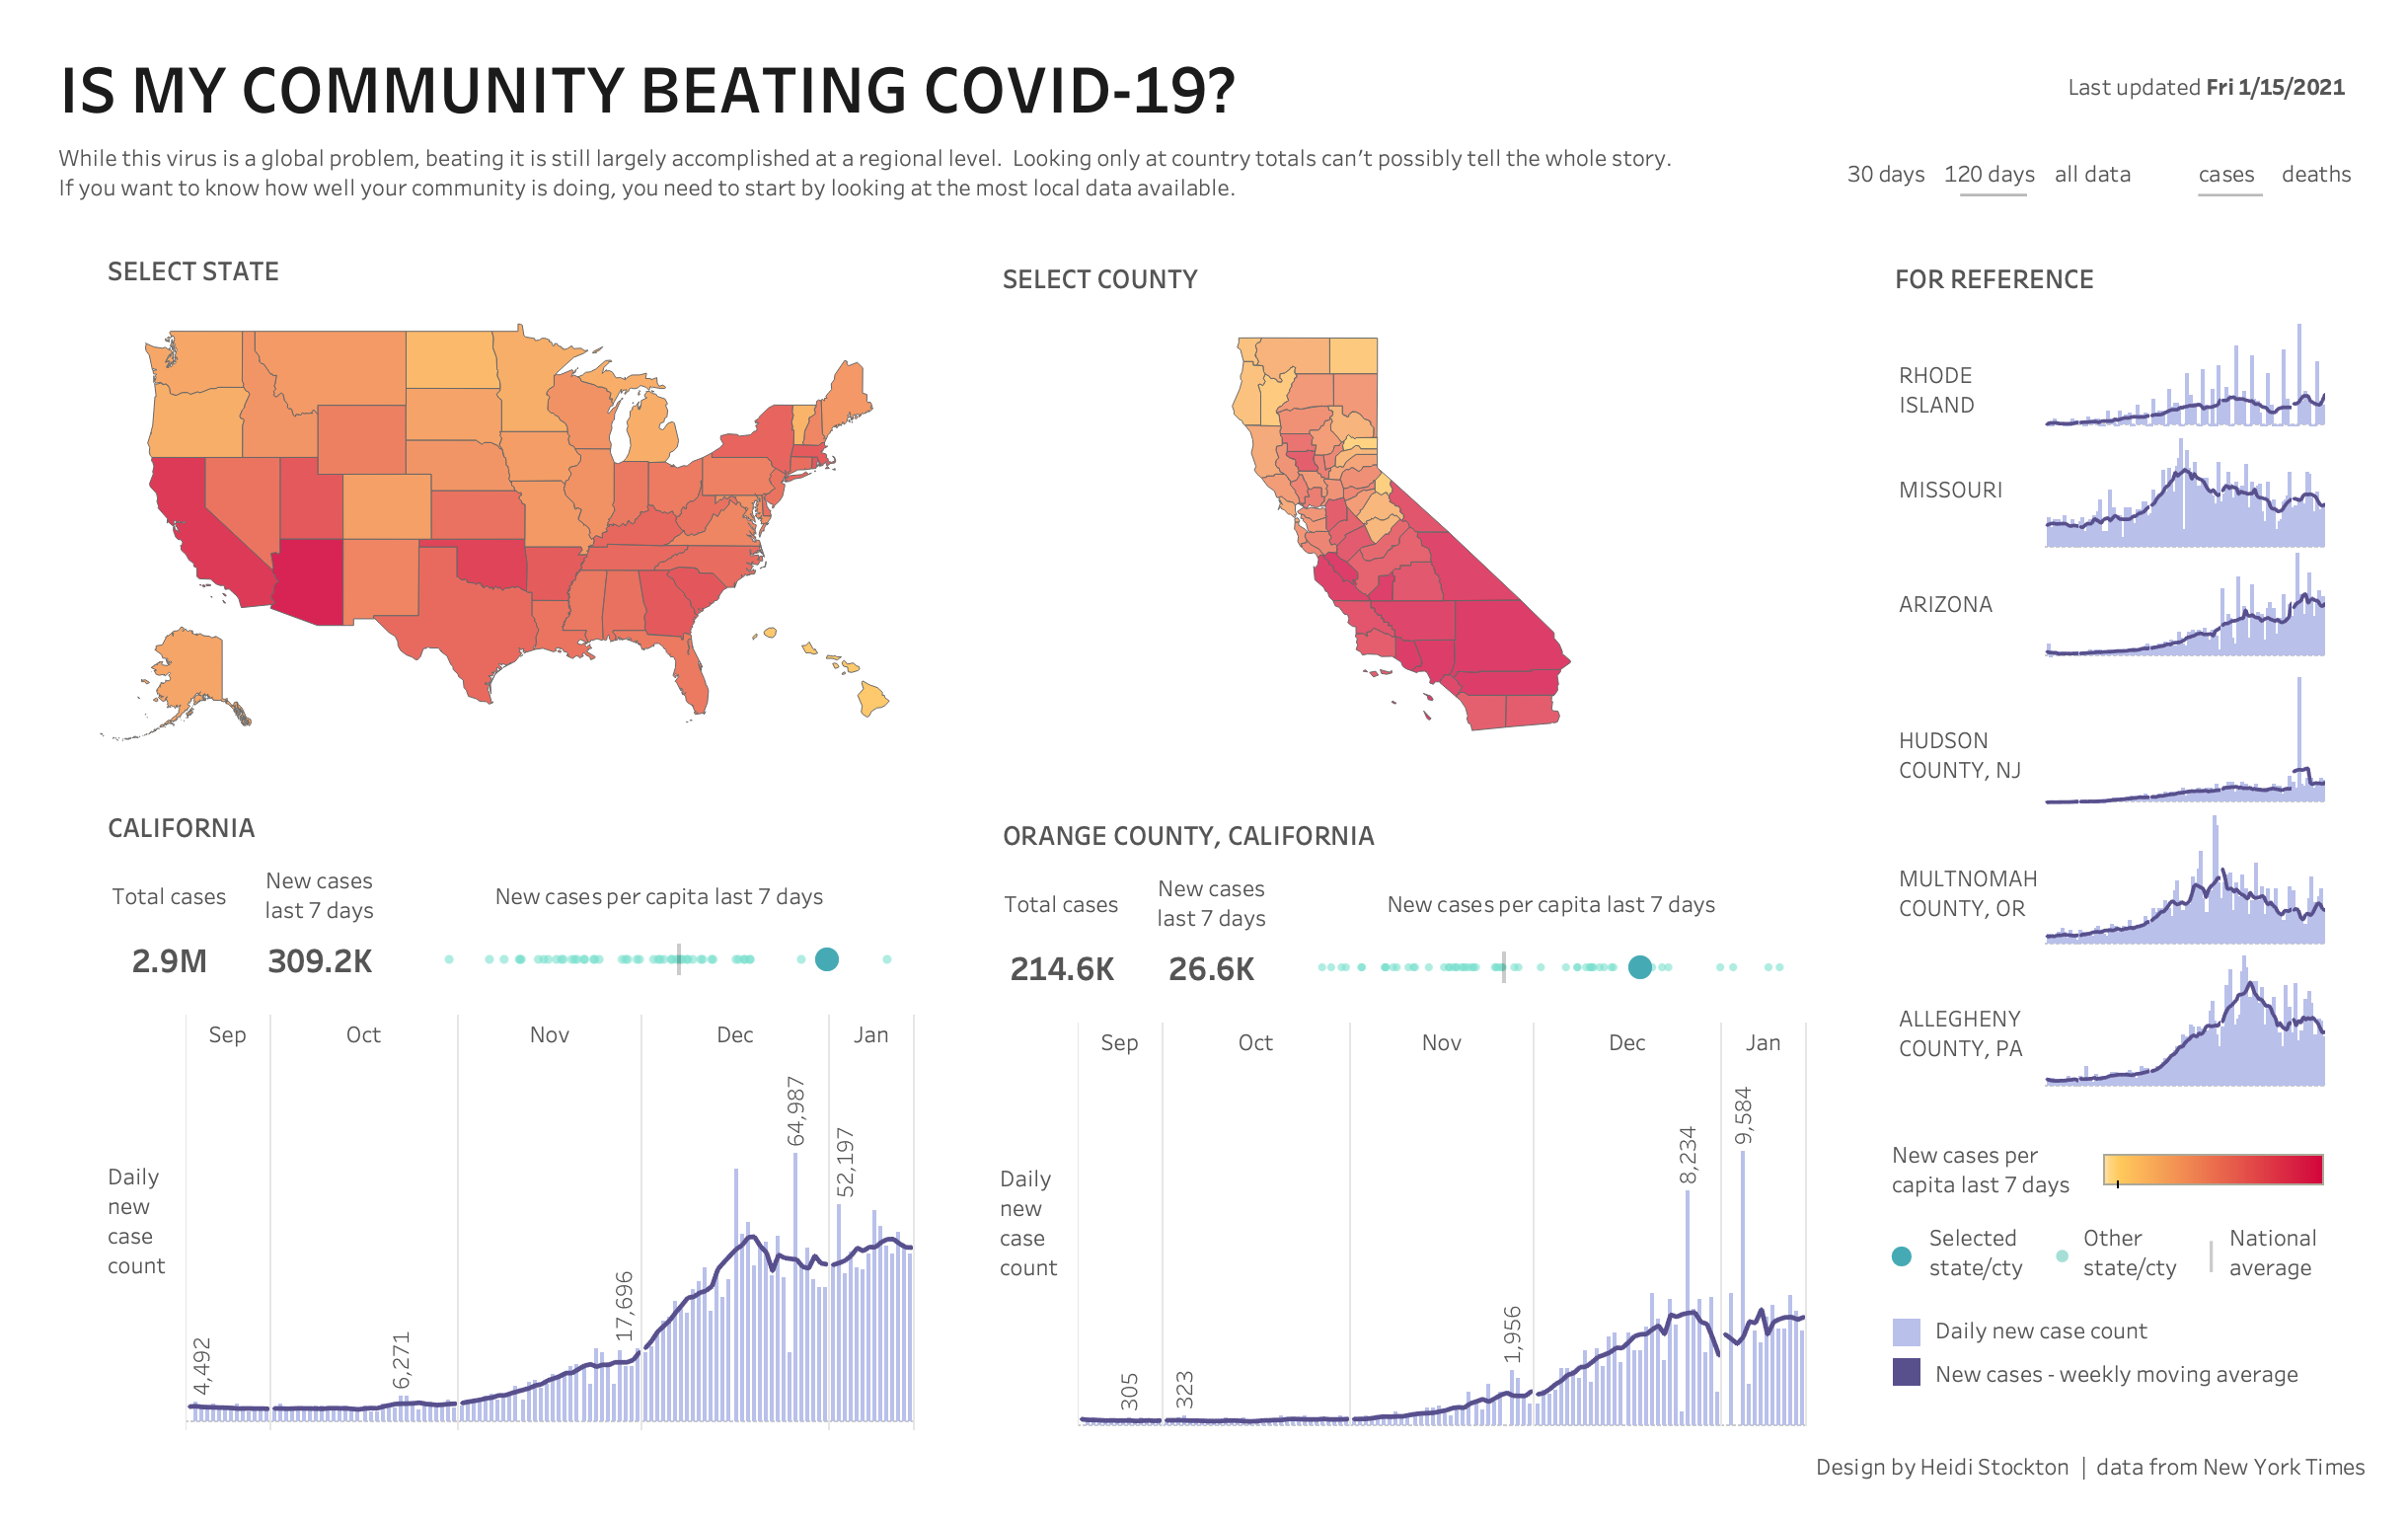 IS MY COMMUNITY BEATING COVID-19?
Last updated Fri 1/15/2021
While this virus is a global problem, beating it is still largely accomplished at a regional level.  Looking only at country totals can't possibly tell the whole story.
If you want to know how well your community is doing, you need to start by looking at the most local data available.
30 days 120 days all data cases deaths
SELECT STATE
SELECT COUNTY
FOR REFERENCE
RHODE
ISLAND
MISSOURI
ARIZONA
HUDSON
COUNTY, NJ
MULTNOMAH
COUNTY, OR
ALLEGHENY
COUNTY, PA
CALIFORNIA
Total cases
2.9M
New cases
last 7 days
309.2K
New cases per capita last 7 days
Sep Oct Nov Dec Jan
Daily
new
case
count
4,492
6,271
17,696
64,987
52,197
ORANGE COUNTY, CALIFORNIA
Total cases
214.6K
New cases
last 7 days
26.6K
New cases per capita last 7 days
Sep Oct Nov Dec Jan
Daily
new
case
count
305
323
1,956
8,234
9,584
New cases per
capita last 7 days
Selected
state/cty
Other
state/cty
National
average
Daily new case count
New cases - weekly moving average
Design by Heidi Stockton | data from New York Times